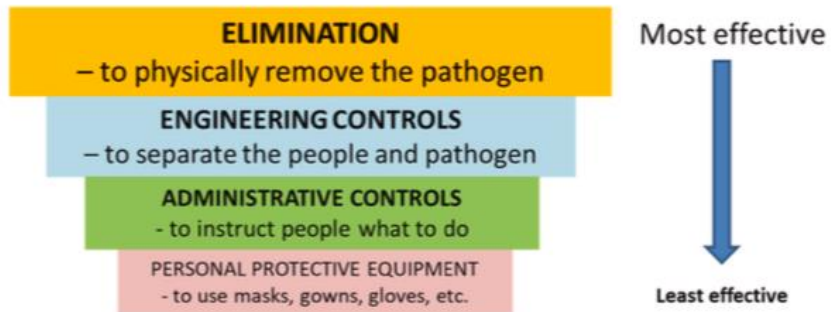 ELIMINATION
– to physically remove the pathogen
Most effective
ENGINEERING CONTROLS
– to separate the people and pathogen
ADMINISTRATIVE CONTROLS
- to instruct people what to do
PERSONAL PROTECTIVE EQUIPMENT
- to use masks, gowns, gloves, etc.
Least effective